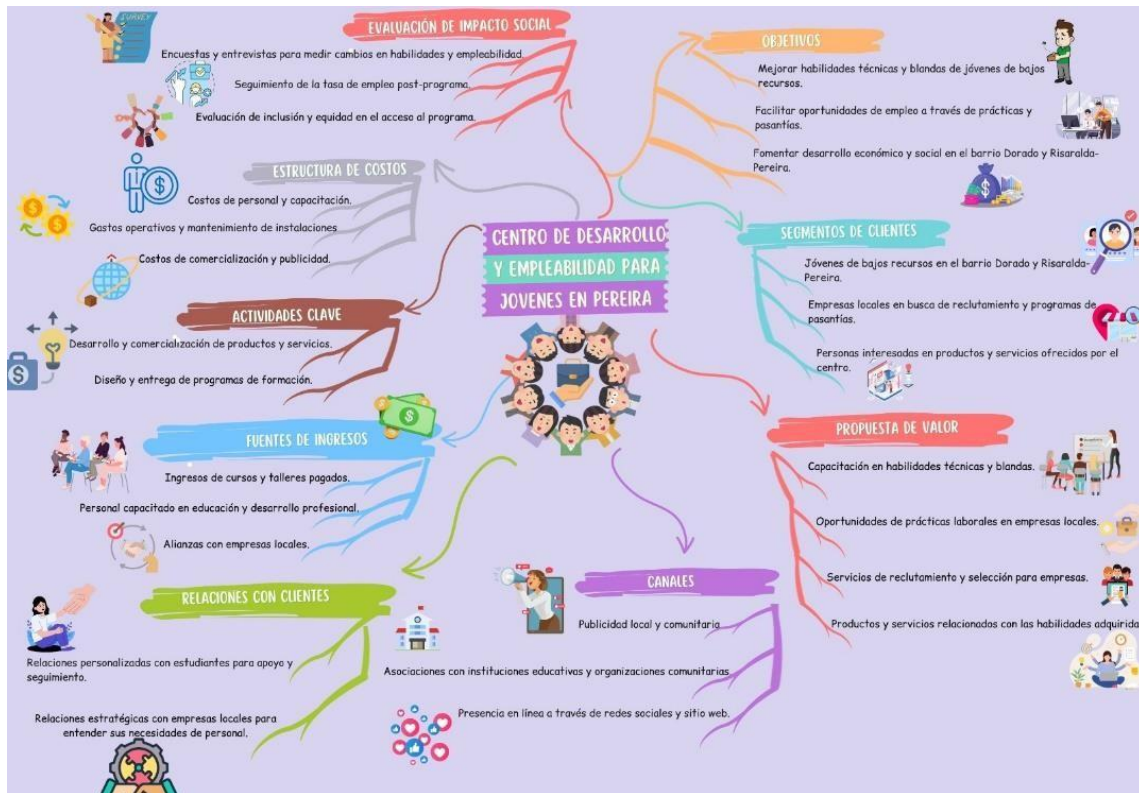 CENTRO DE DESARROLLO
Y EMPLEABILIDAD PARA
JOVENES EN PEREIRA
OBJETIVOS
Mejorar habilidades técnicas y blandas de jóvenes de bajos
recursos.
Facilitar oportunidades de empleo a través de prácticas y
pasantías.
Fomentar desarrollo económico y social en el barrio Dorado y Risaralda-
Pereira.
SEGMENTOS DE CLIENTES
Jóvenes de bajos recursos en el barrio Dorado y Risaralda-
Pereira.
Empresas locales en busca de reclutamiento y programas de
pasantías.
Personas interesadas en productos y servicios ofrecidos por el
centro.
PROPUESTA DE VALOR
Capacitación en habilidades técnicas y blandas.
Oportunidades de prácticas laborales en empresas locales.
Servicios de reclutamiento y selección para empresas.
Productos y servicios relacionados con las habilidades adquirida
CANALES
Publicidad local y comunitaria
Asociaciones con instituciones educativas y organizaciones comunitarias
Presencia en línea a través de redes sociales y sitio web.
RELACIONES CON CLIENTES
Relaciones personalizadas con estudiantes para apoyo y
seguimiento.
Relaciones estratégicas con empresas locales para
entender sus necesidades de personal.
FUENTES DE INGRESOS
Ingresos de cursos y talleres pagados.
Personal capacitado en educación y desarrollo profesional.
Alianzas con empresas locales.
ACTIVIDADES CLAVE
Desarrollo y comercialización de productos y servicios.
Diseño y entrega de programas de formación.
ESTRUCTURA DE COSTOS
Costos de personal y capacitación.
Gastos operativos y mantenimiento de instalaciones
Costos de comercialización y publicidad.
EVALUACIÓN DE IMPACTO SOCIAL
SURVEY
Encuestas y entrevistas para medir cambios en habilidades y empleabilidad.
Seguimiento de la tasa de empleo post-programa.
Evaluación de inclusión y equidad en el acceso al programa.